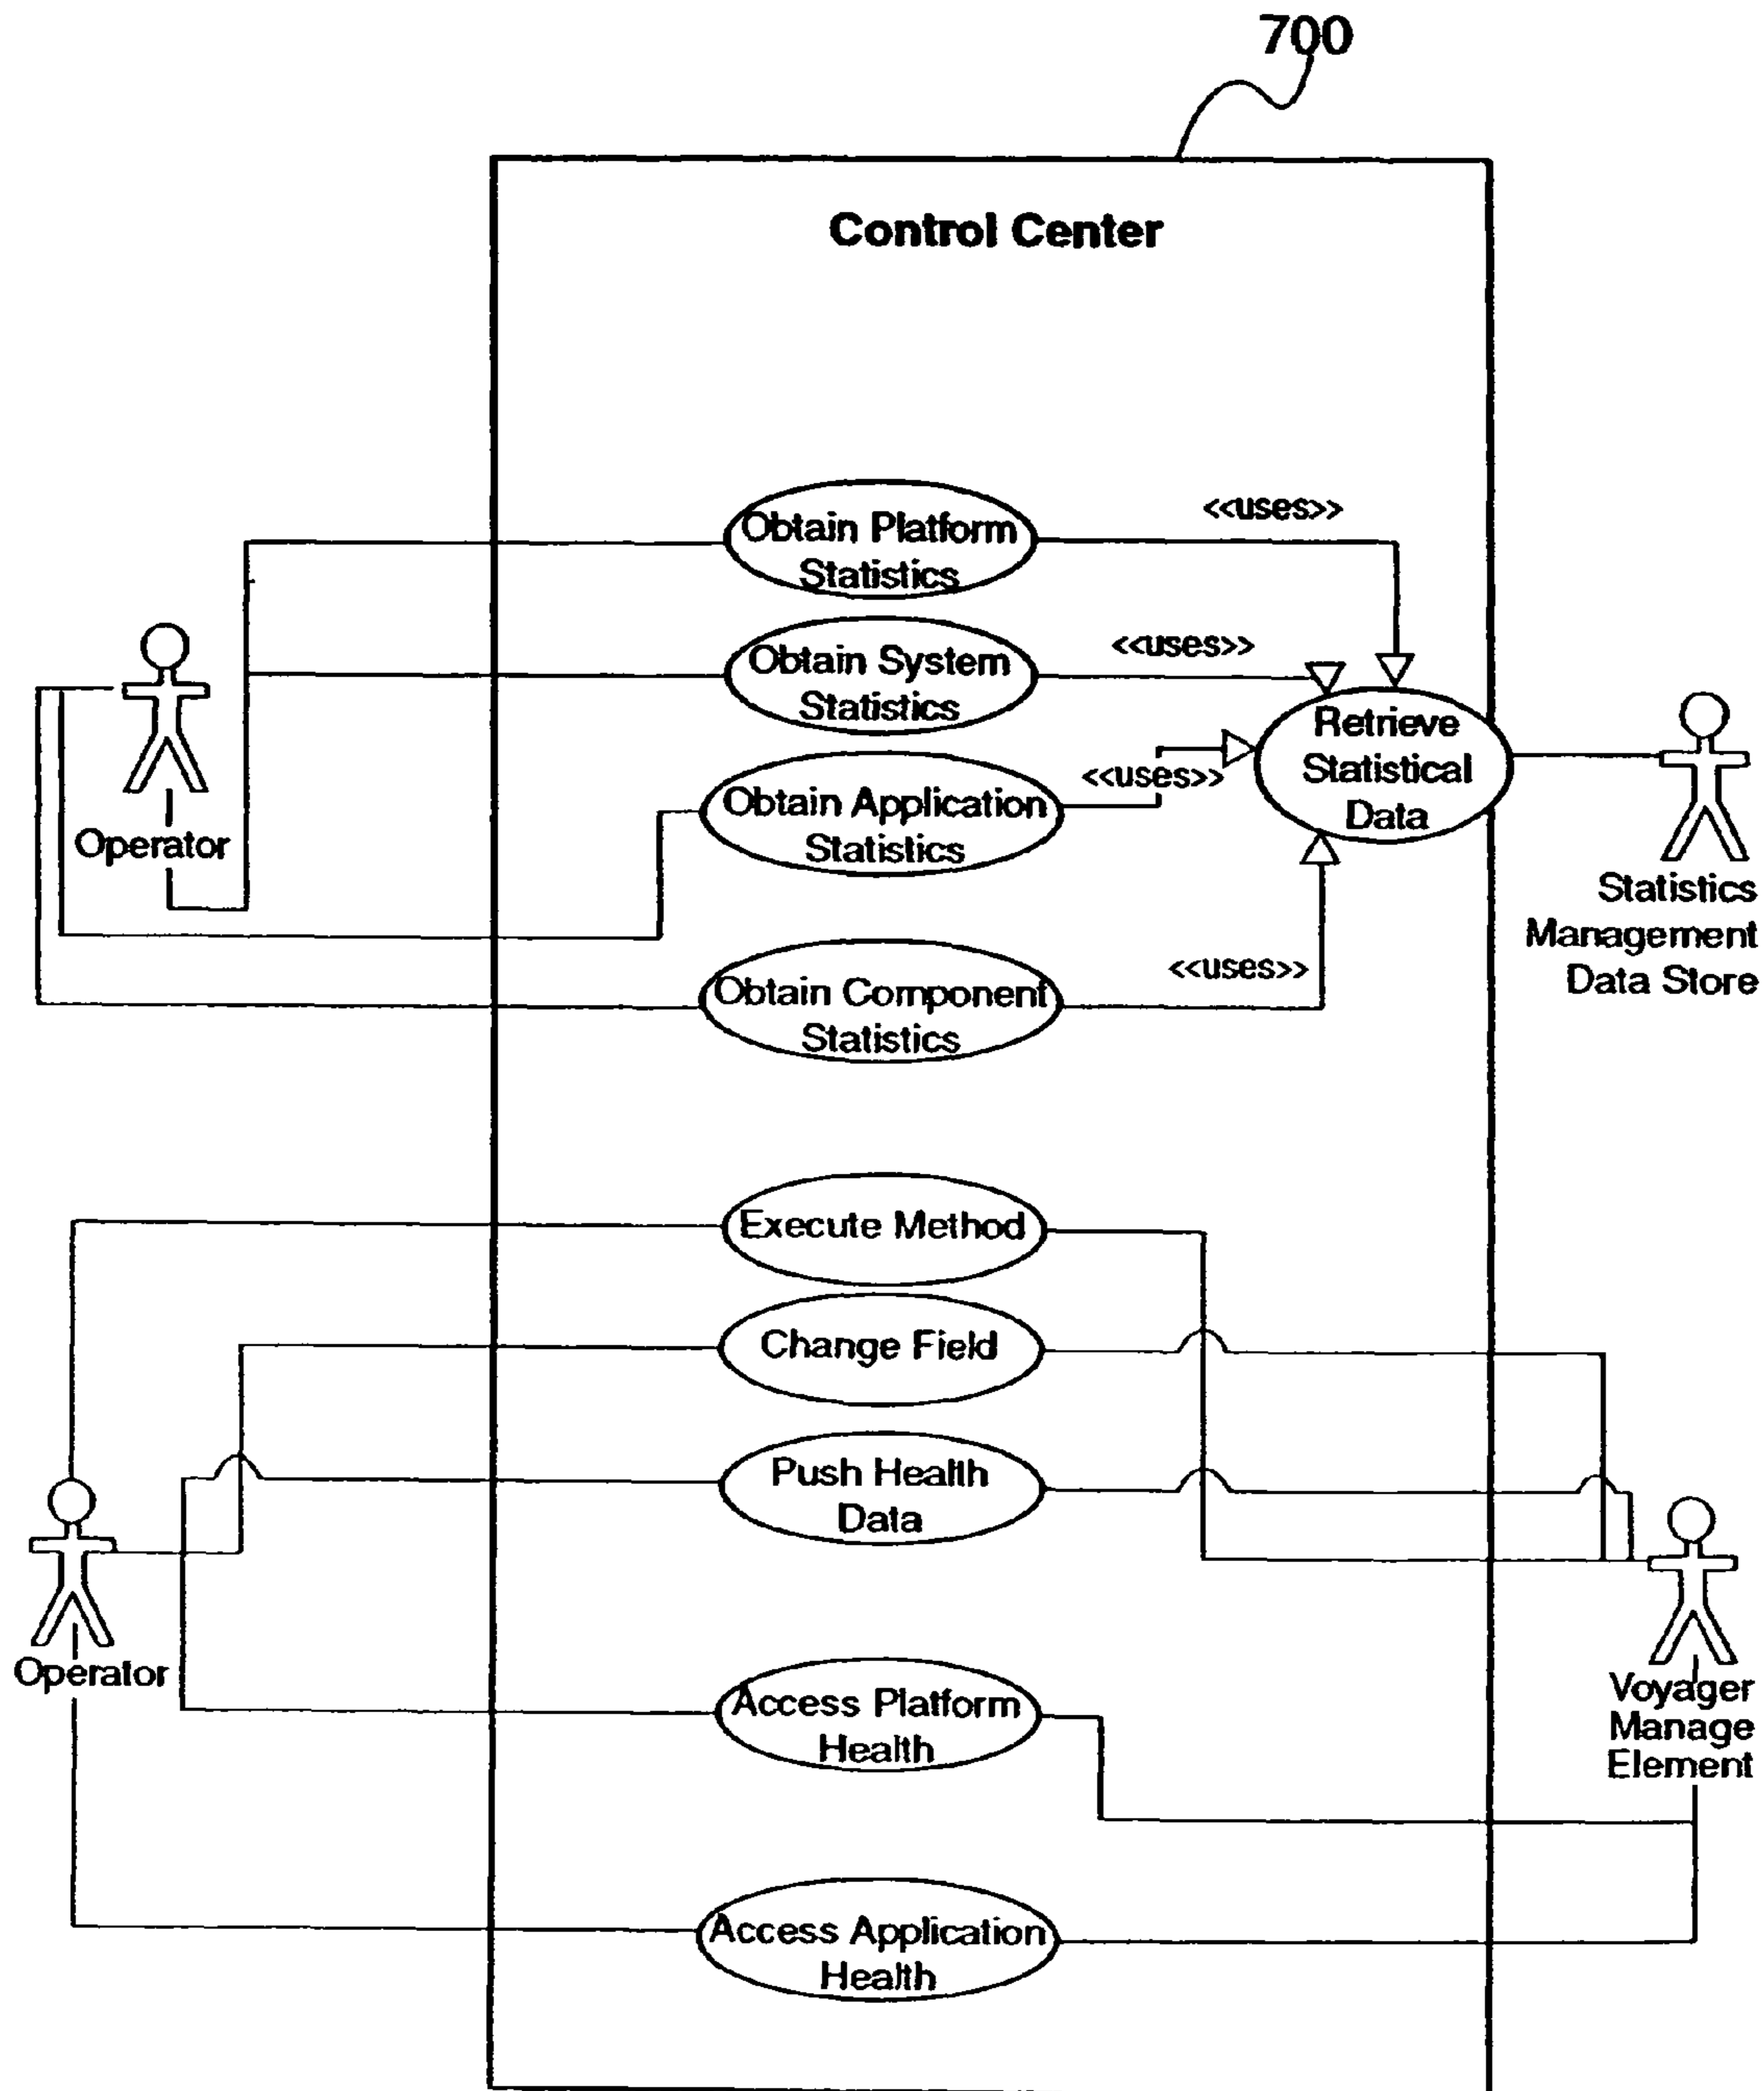 700
Control Center
Obtain Platform
Statistics
<<uses>>
Obtain System
Statistics
<<uses>>
Operator
Obtain Application
Statistics
<<uses>>
Retrieve
Statistical
Data
Statistics
Management
Data Store
Obtain Component
Statistics
<<uses>>
Execute Method
Change Field
Push Health
Data
Operator
Access Platform
Health
Voyager
Manage
Element
Access Application
Health